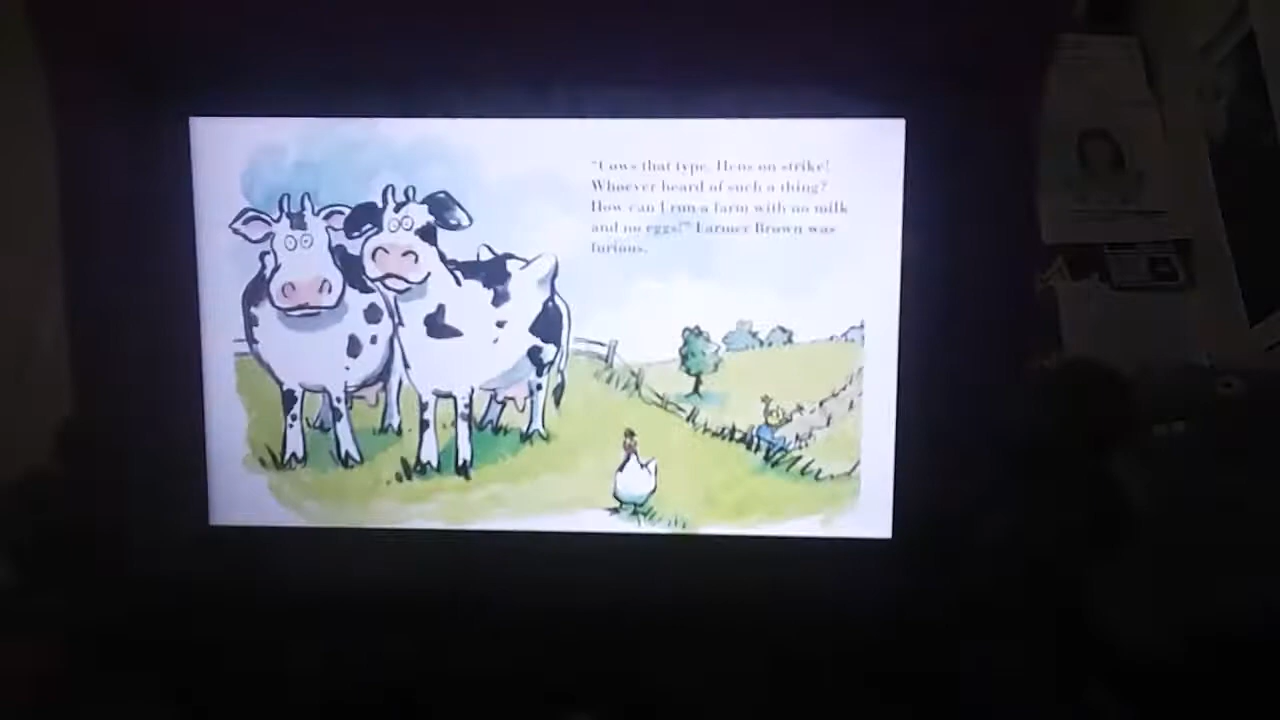 "Cows that type. Hens on strike!
Whoever heard of such a thing?
How can I run a farm with no milk
and no eggs!" Farmer Brown was
furious.